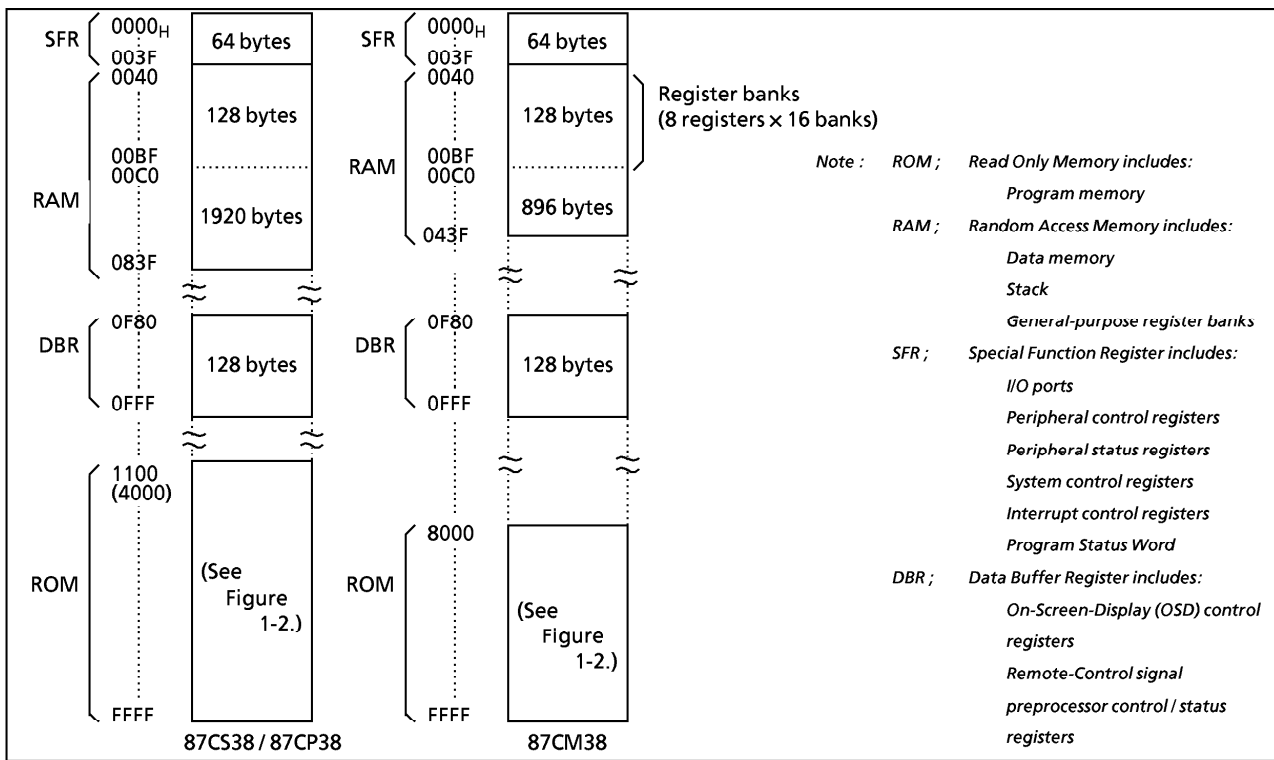 SFR
0000H
003F
64 bytes
RAM
0040
128 bytes
00BF
00C0
1920 bytes
083F
DBR
0F80
128 bytes
0FFF
ROM
1100
(4000)
(See
Figure
1-2.)
FFFF
87CS38 / 87CP38
SFR
0000H
003F
64 bytes
RAM
0040
128 bytes
00BF
00C0
896 bytes
043F
DBR
0F80
128 bytes
0FFF
ROM
8000
(See
Figure
1-2.)
FFFF
87CM38
Register banks
(8 registers × 16 banks)
Note : ROM ; Read Only Memory includes:
Program memory
RAM ; Random Access Memory includes:
Data memory
Stack
General-purpose register banks
SFR ; Special Function Register includes:
I/O ports
Peripheral control registers
Peripheral status registers
System control registers
Interrupt control registers
Program Status Word
DBR ; Data Buffer Register includes:
On-Screen-Display (OSD) control
registers
Remote-Control signal
preprocessor control / status
registers